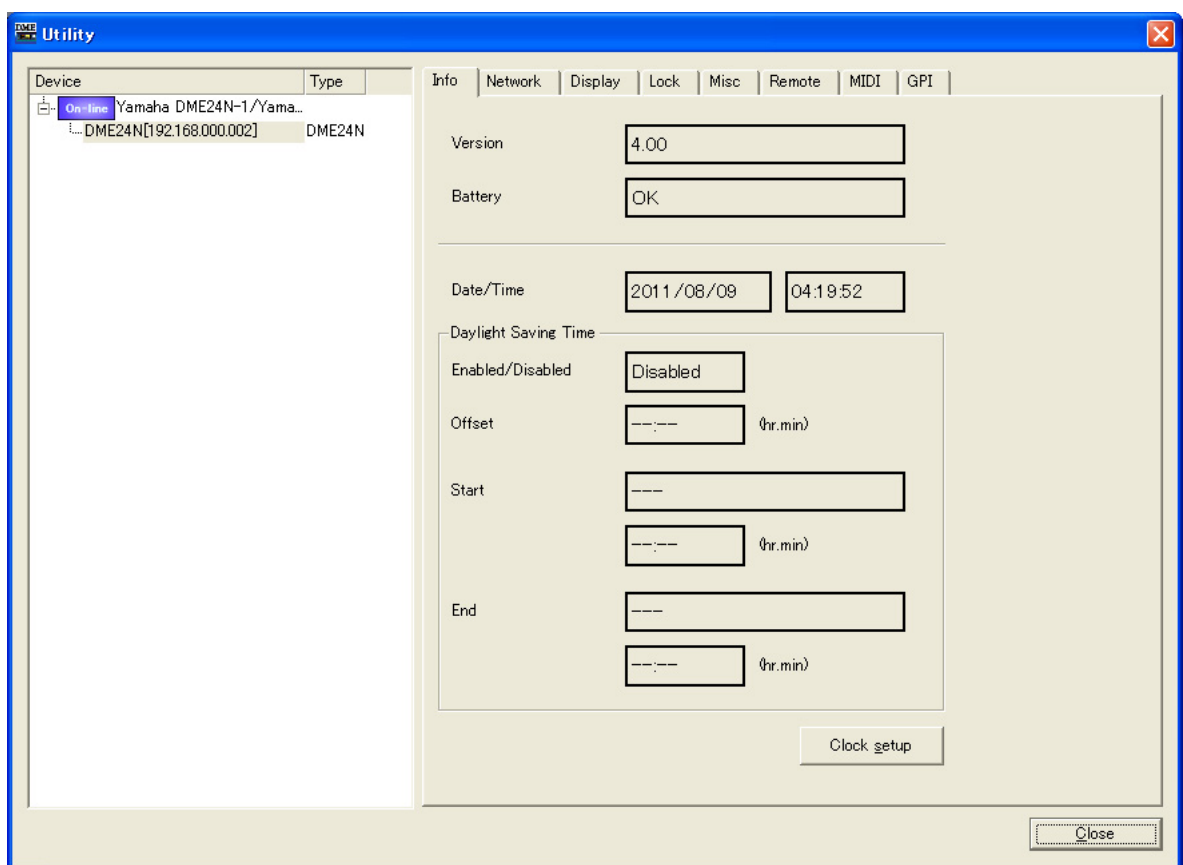 Utility
Device Type
On-line Yamaha DME24N-1/Yama...
DME24N[192.168.000.002] DME24N
Info Network Display Lock Misc Remote MIDI GPI
Version 4.00
Battery OK
Date/Time 2011/08/09 04:19:52
Daylight Saving Time
Enabled/Disabled Disabled
Offset --:-- (hr.min)
Start ---
--:-- (hr.min)
End ---
--:-- (hr.min)
Clock setup
Close